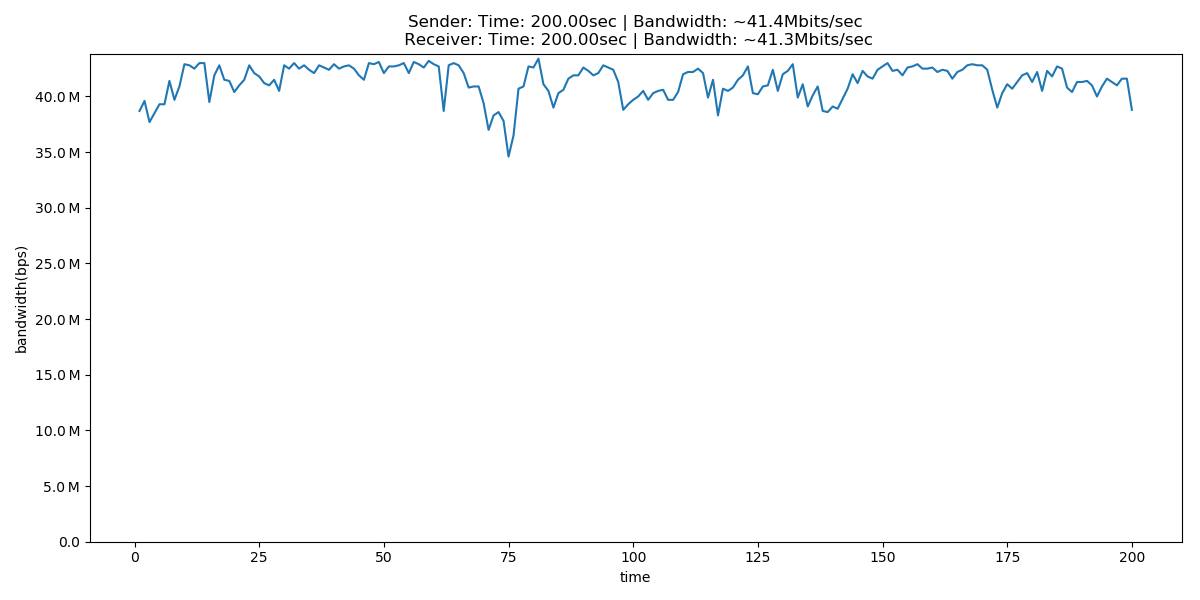 Sender: Time: 200.00sec | Bandwidth: ~41.4Mbits/sec
Receiver: Time: 200.00sec | Bandwidth: ~41.3Mbits/sec
bandwidth(bps)
40.0 M
35.0 M
30.0 M
25.0 M
20.0 M
15.0 M
10.0 M
5.0 M
0.0
0 25 50 75 100 125 150 175 200
time